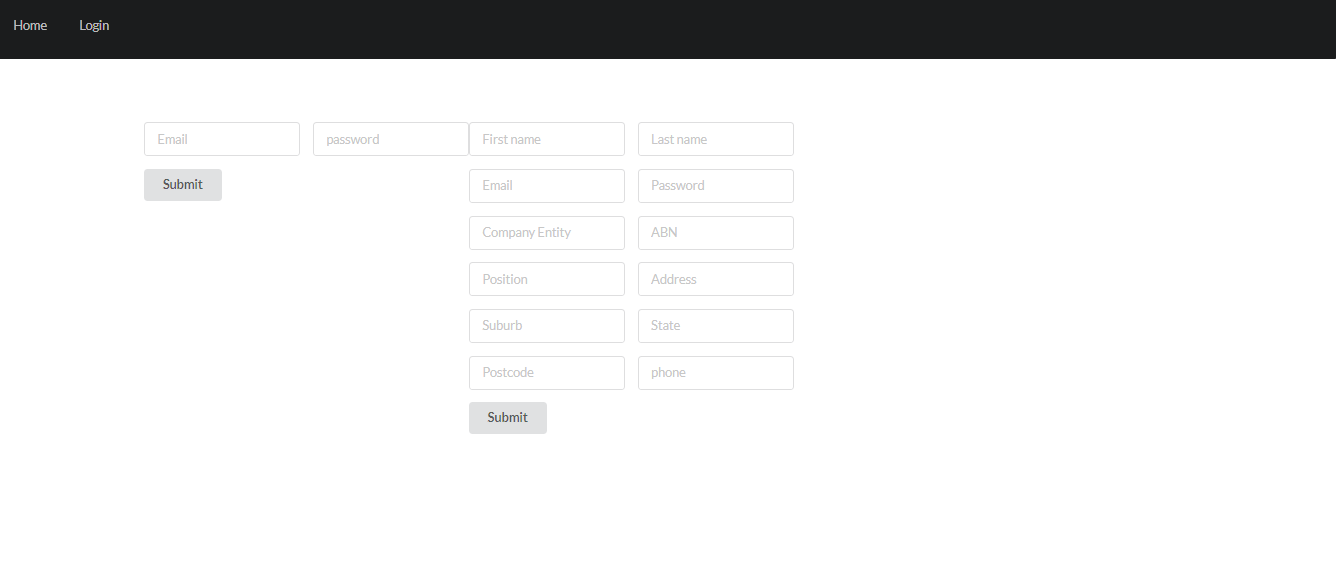 Home Login
Email password First name Last name
Submit Email Password
Company Entity ABN
Position Address
Suburb State
Postcode phone
Submit